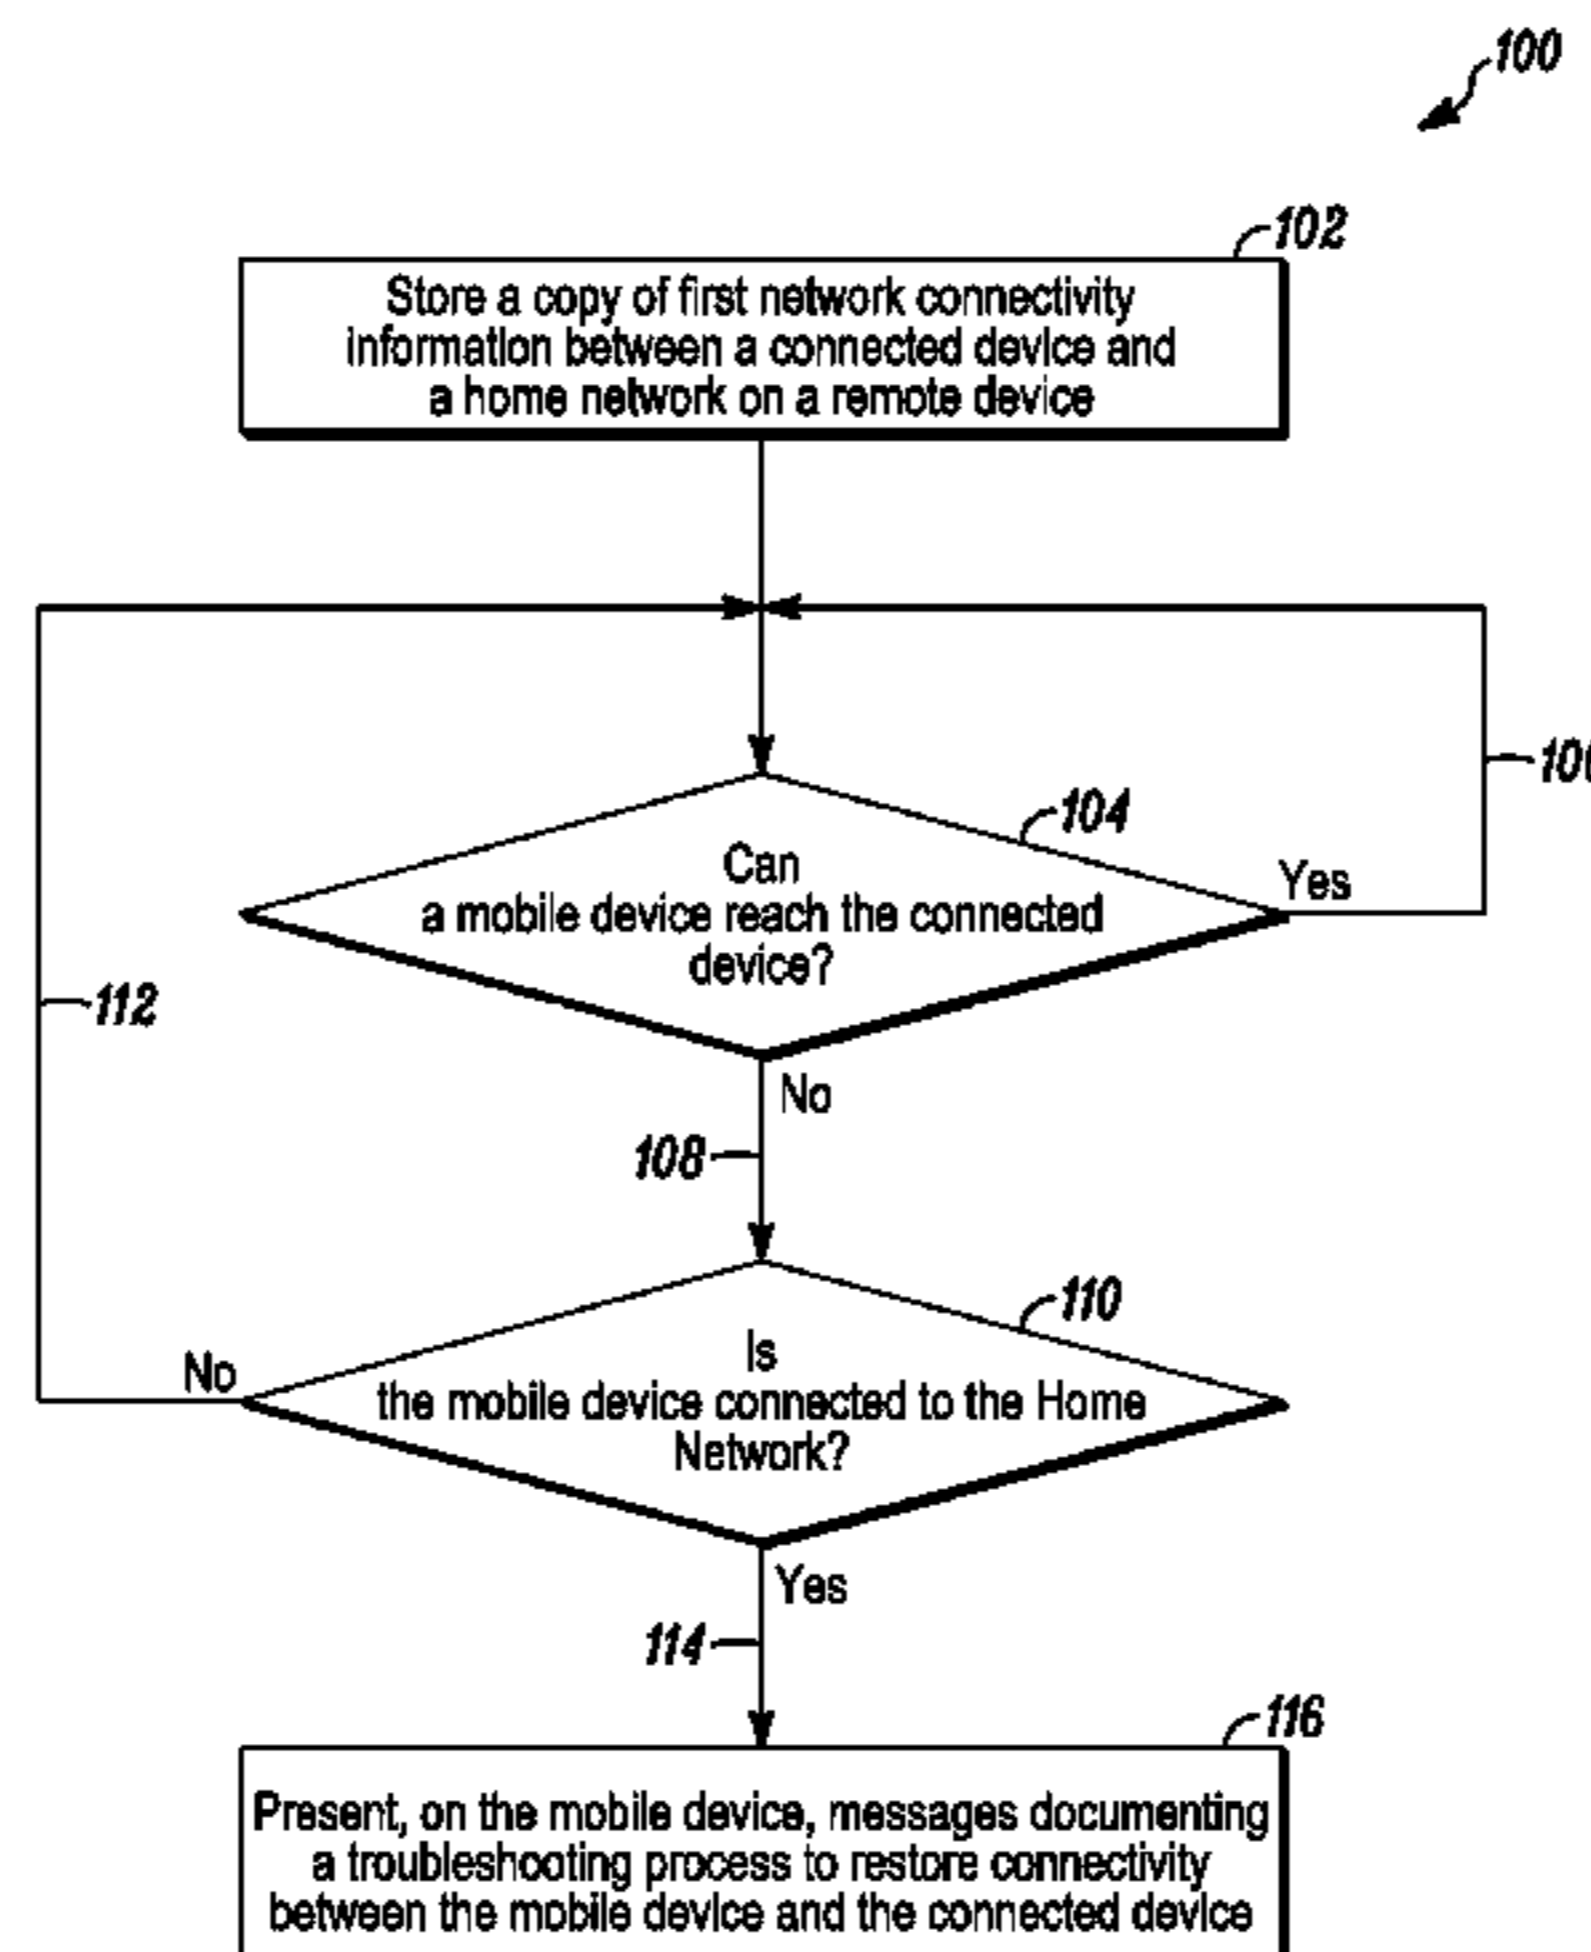 100
102
Store a copy of first network connectivity
information between a connected device and
a home network on a remote device
104
Can
a mobile device reach the connected
device?
Yes
112
No
108
110
Is
the mobile device connected to the Home
Network?
No
Yes
114
116
Present, on the mobile device, messages documenting
a troubleshooting process to restore connectivity
between the mobile device and the connected device